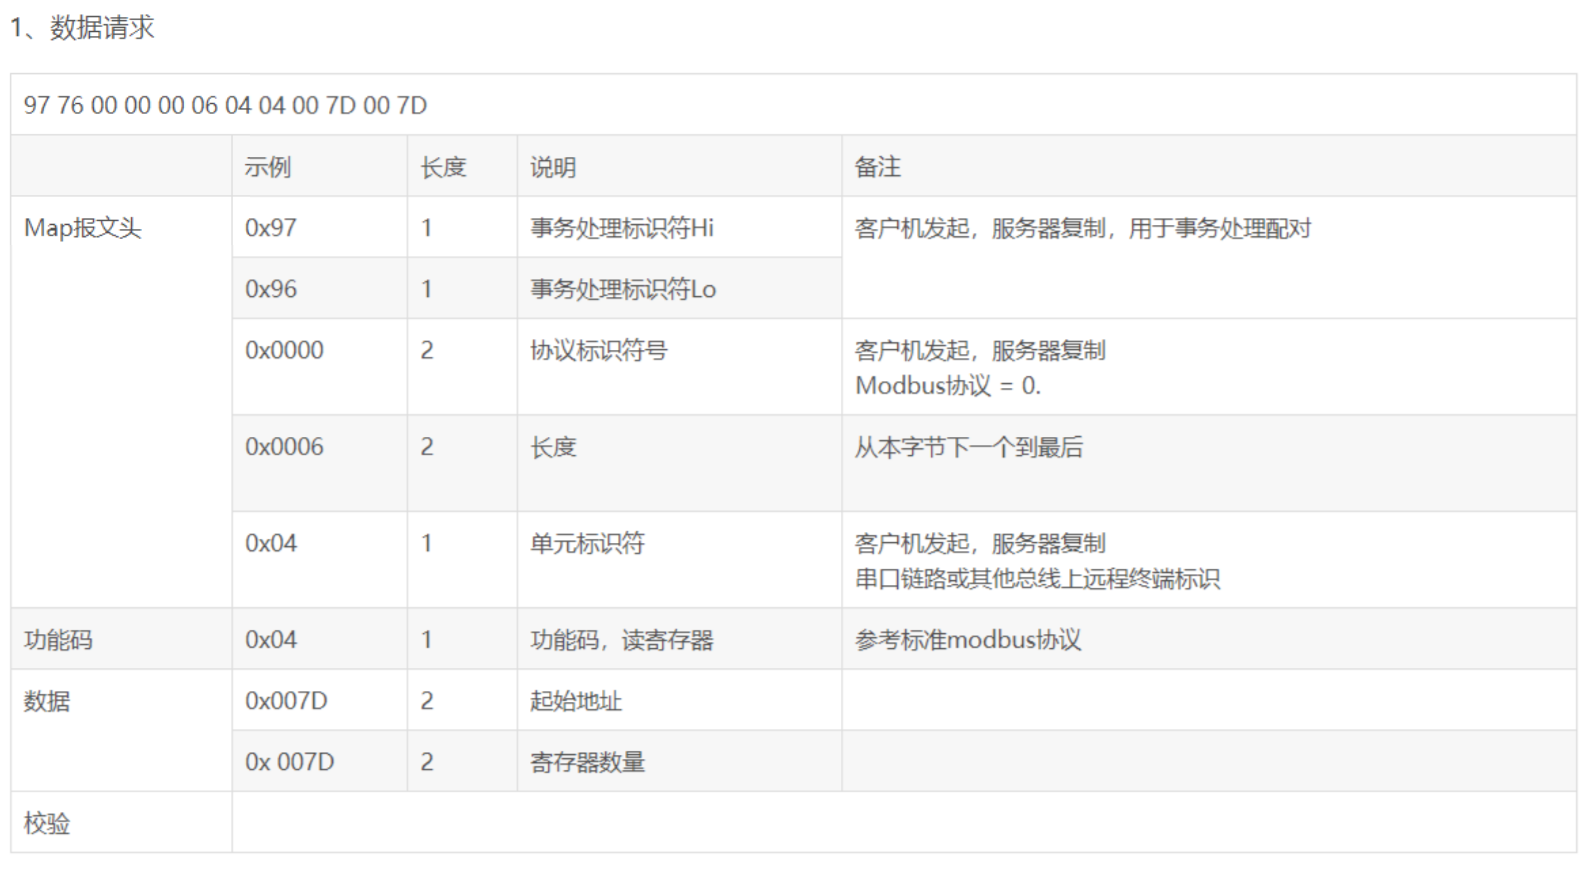 1、数据请求
97 76 00 00 00 06 04 04 00 7D 00 7D
示例 长度 说明 备注
Map报文头 0x97 1 事务处理标识符Hi 客户机发起，服务器复制，用于事务处理配对
0x96 1 事务处理标识符Lo
0x0000 2 协议标识符号 客户机发起，服务器复制
Modbus协议 = 0.
0x0006 2 长度 从本字节下一个到最后
0x04 1 单元标识符 客户机发起，服务器复制
串口链路或其他总线上远程终端标识
功能码 0x04 1 功能码，读寄存器 参考标准modbus协议
数据 0x007D 2 起始地址
0x 007D 2 寄存器数量
校验